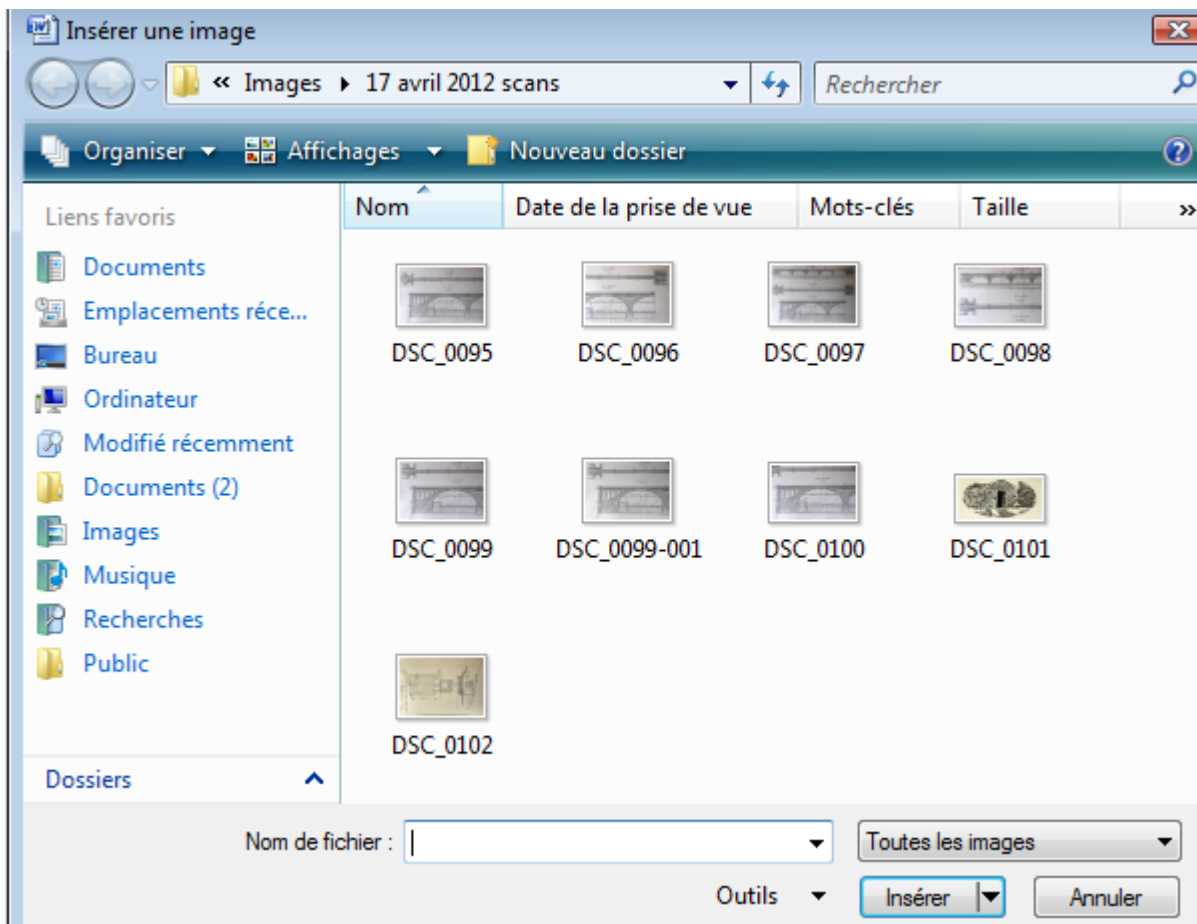 Insérer une image
« Images 17 avril 2012 scans Rechercher
Organiser Affichages Nouveau dossier ?
Liens favoris
Documents
Emplacements réce...
Bureau
Ordinateur
Modifié récemment
Documents (2)
Images
Musique
Recherches
Public
Dossiers
Nom Date de la prise de vue Mots-clés Taille »
DSC_0095 DSC_0096 DSC_0097 DSC_0098
DSC_0099 DSC_0099-001 DSC_0100 DSC_0101
DSC_0102
Nom de fichier : Toutes les images
Outils Insérer Annuler